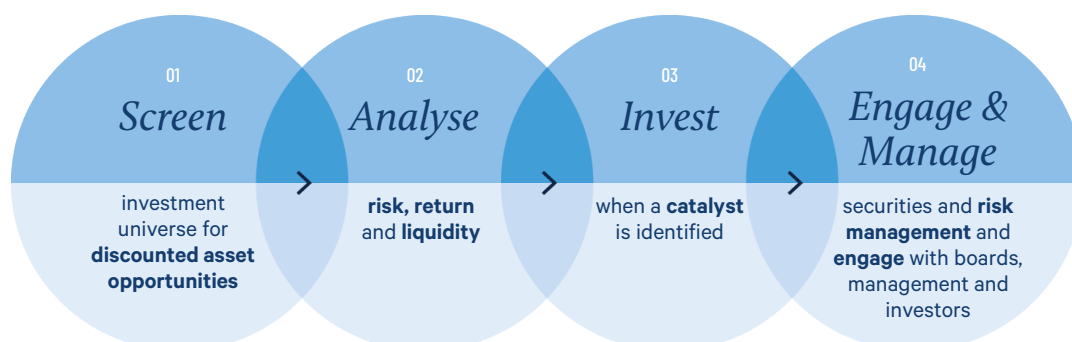 01
Screen
investment
universe for
discounted asset
opportunities
02
Analyse
risk, return
and liquidity
03
Invest
when a catalyst
is identified
04
Engage &
Manage
securities and risk
management and
engage with boards,
management and
investors